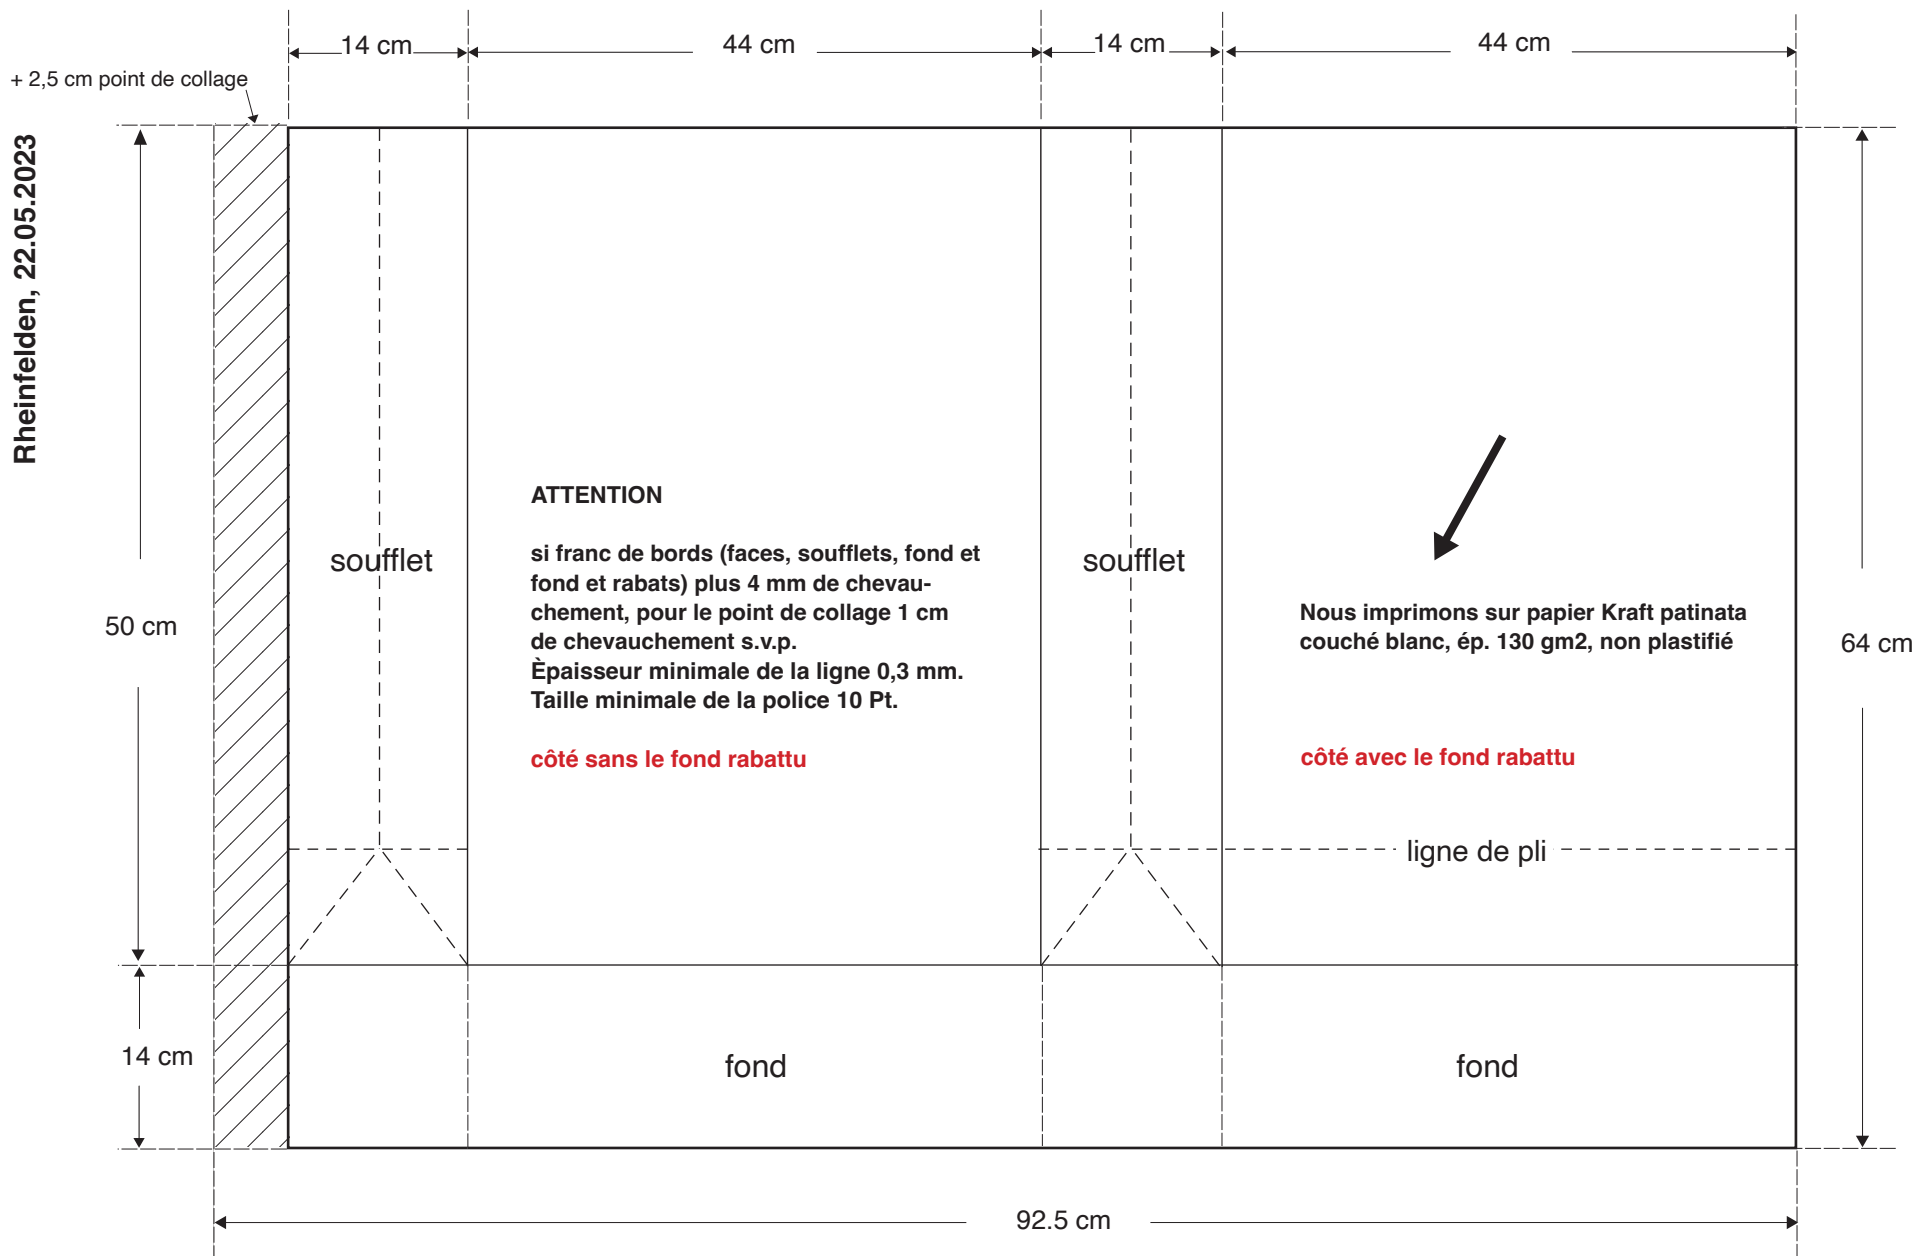 14 cm
44 cm
14 cm
44 cm
+ 2,5 cm point de collage
Rheinfelden, 22.05.2023
ATTENTION
si franc de bords (faces, soufflets, fond et
fond et rabats) plus 4 mm de chevau-
chement, pour le point de collage 1 cm
de chevauchement s.v.p.
Èpaisseur minimale de la ligne 0,3 mm.
Taille minimale de la police 10 Pt.
côté sans le fond rabattu
soufflet
soufflet
Nous imprimons sur papier Kraft patinata
couché blanc, ép. 130 gm2, non plastifié
côté avec le fond rabattu
50 cm
64 cm
ligne de pli
14 cm
fond
fond
92.5 cm